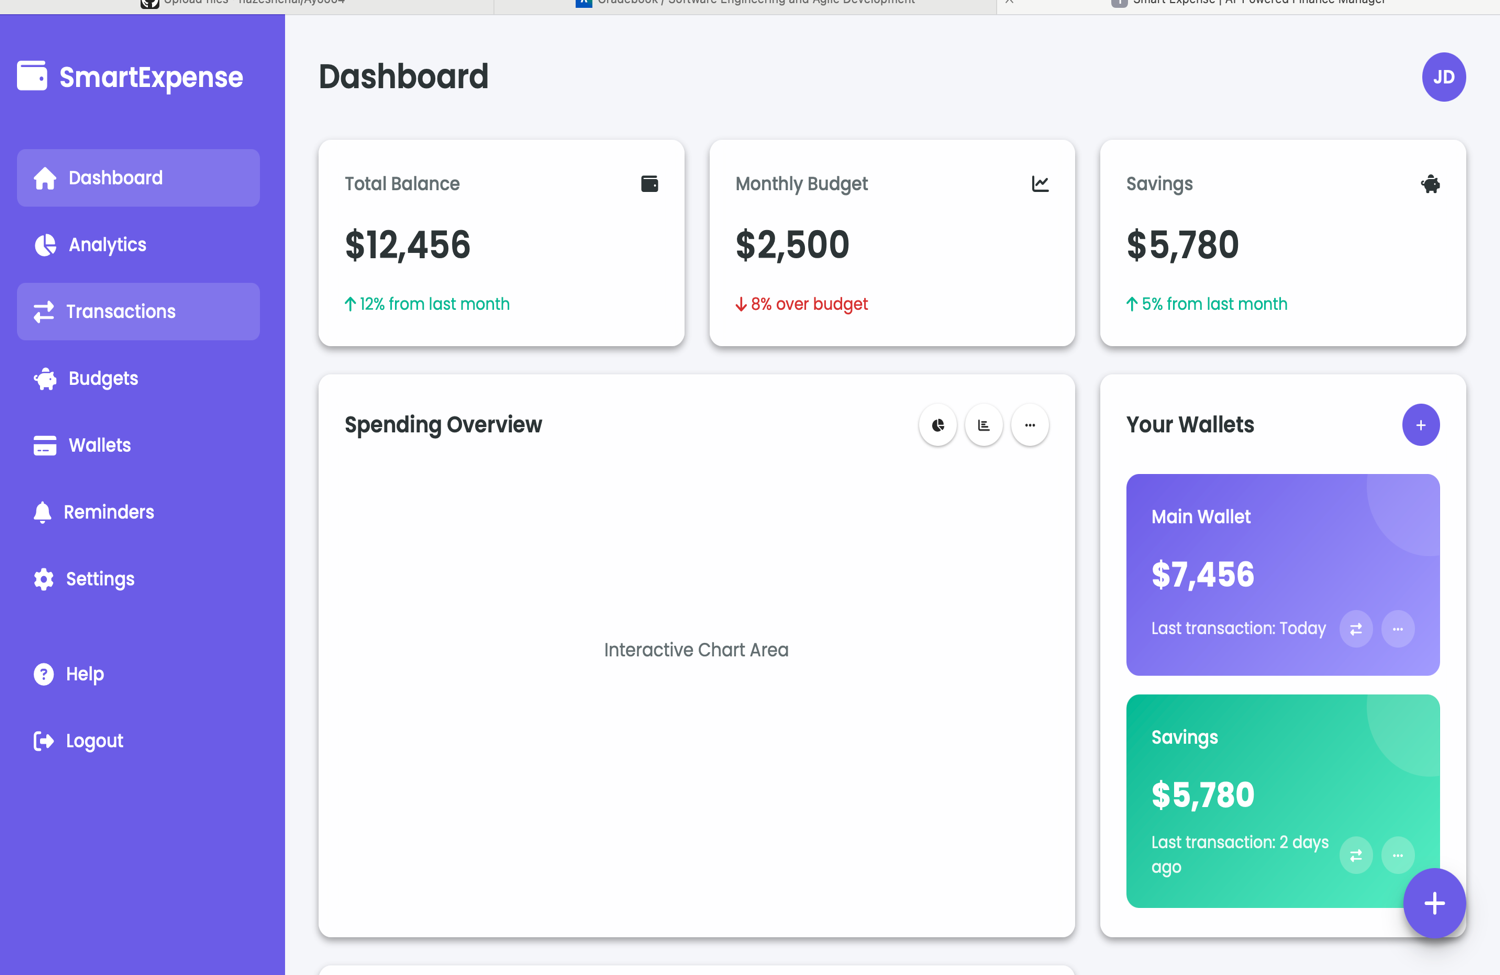 SmartExpense
Dashboard
Analytics
Transactions
Budgets
Wallets
Reminders
Settings
Help
Logout
Dashboard
JD
Total Balance
$12,456
12% from last month
Monthly Budget
$2,500
8% over budget
Savings
$5,780
5% from last month
Spending Overview
Interactive Chart Area
Your Wallets
Main Wallet
$7,456
Last transaction: Today
Savings
$5,780
Last transaction: 2 days
ago